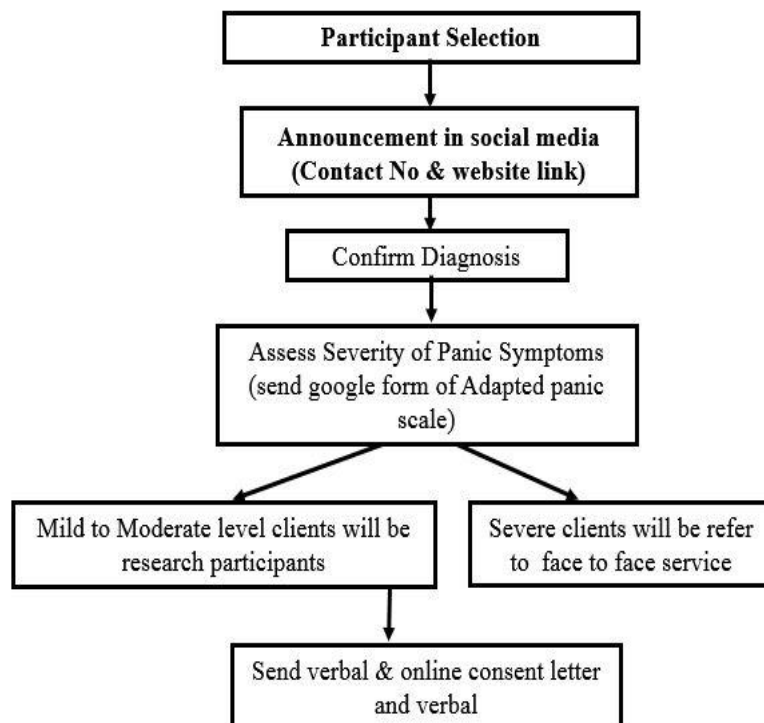 Participant Selection
Announcement in social media
(Contact No & website link)
Confirm Diagnosis
Assess Severity of Panic Symptoms
(send google form of Adapted panic
scale)
Mild to Moderate level clients will be
research participants
Severe clients will be refer
to face to face service
Send verbal & online consent letter
and verbal